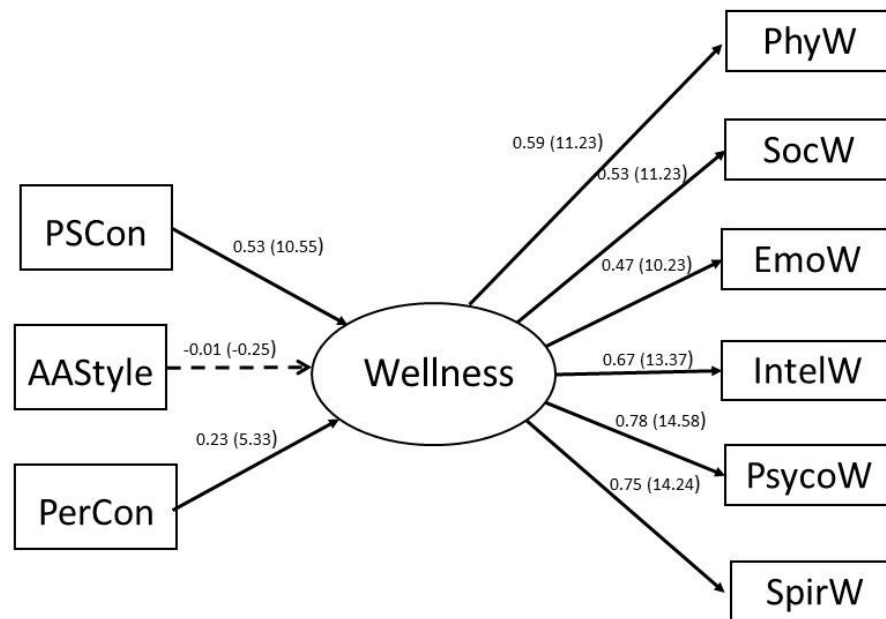 PhyW
0.59 (11.23)
0.53 (11.23)
SocW
PSCon
0.53 (10.55)
0.47 (10.23)
EmoW
AAStyle
-0.01 (-0.25)
Wellness
0.67 (13.37)
IntelW
0.23 (5.33)
0.78 (14.58)
PerCon
0.75 (14.24)
PsycoW
SpirW